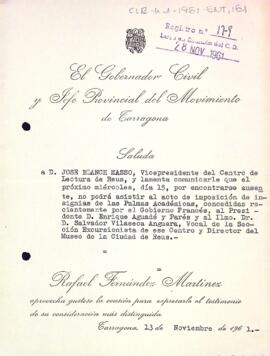 CLR-4.1-1961-ENT,161
Registro nº 179
28 NOV. 1961
El Gobernador Civil
y Jefe Provincial del Movimiento
de Tarragona
Saluda
a D. JOSE BLANCH MASSO, Vicepresidente del Centro de
Lectura de Reus, y lamenta comunicarle que el
próximo miércoles, día 15, por encontrarse ausen
te, no podrá asistir al acto de imposición de in-
signias de las Palmas Académicas, concedidas re-
cientemente por el Gobierno Francés, al Presi -
dente D. Enrique Aguadé y Parés y al Ilmo. Dr.
D. Salvador Vilaseca Anguera, Vocal de la Sec-
ción Excursionista de ese Centro y Director del
Museo de la Ciudad de Reus.-
Rafael Fernández Martínez
aprovecha gustoso la ocasión para expresarle el testimonio
de su consideración más distinguida.
Tarragona, 13 de Noviembre de 1961.-